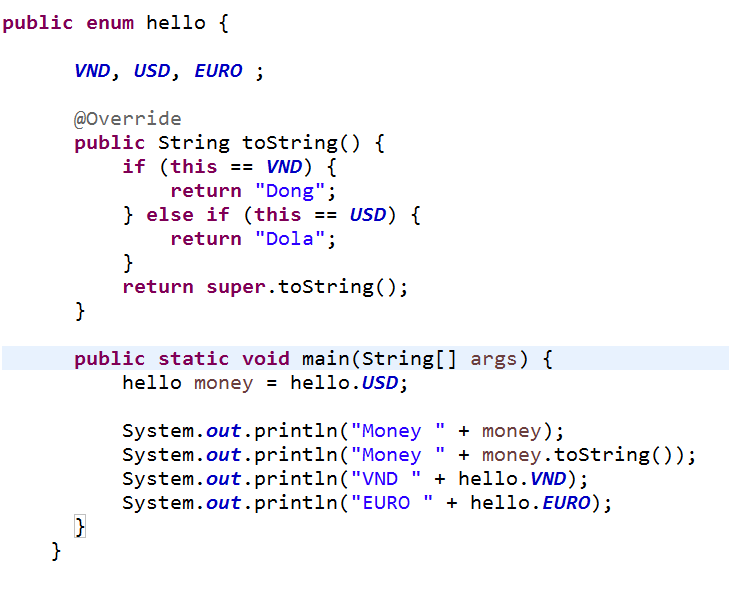 public enum hello {
VND, USD, EURO ;
@Override
public String toString() {
if (this == VND) {
return "Dong";
} else if (this == USD) {
return "Dola";
}
return super.toString();
}
public static void main(String[] args) {
hello money = hello.USD;
System.out.println("Money " + money);
System.out.println("Money " + money.toString());
System.out.println("VND " + hello.VND);
System.out.println("EURO " + hello.EURO);
}
}